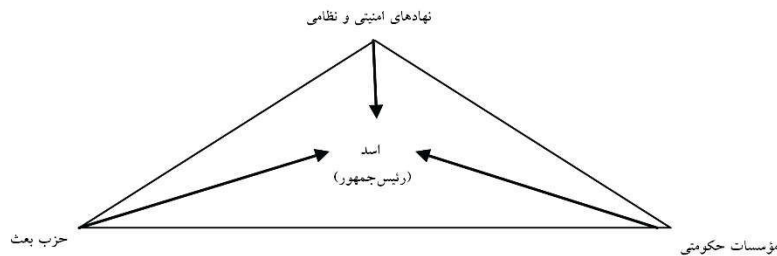 نهادهای امنیتی و نظامی
اسد
(رئیس‌جمهور)
حزب بعث
مؤسسات حکومتی